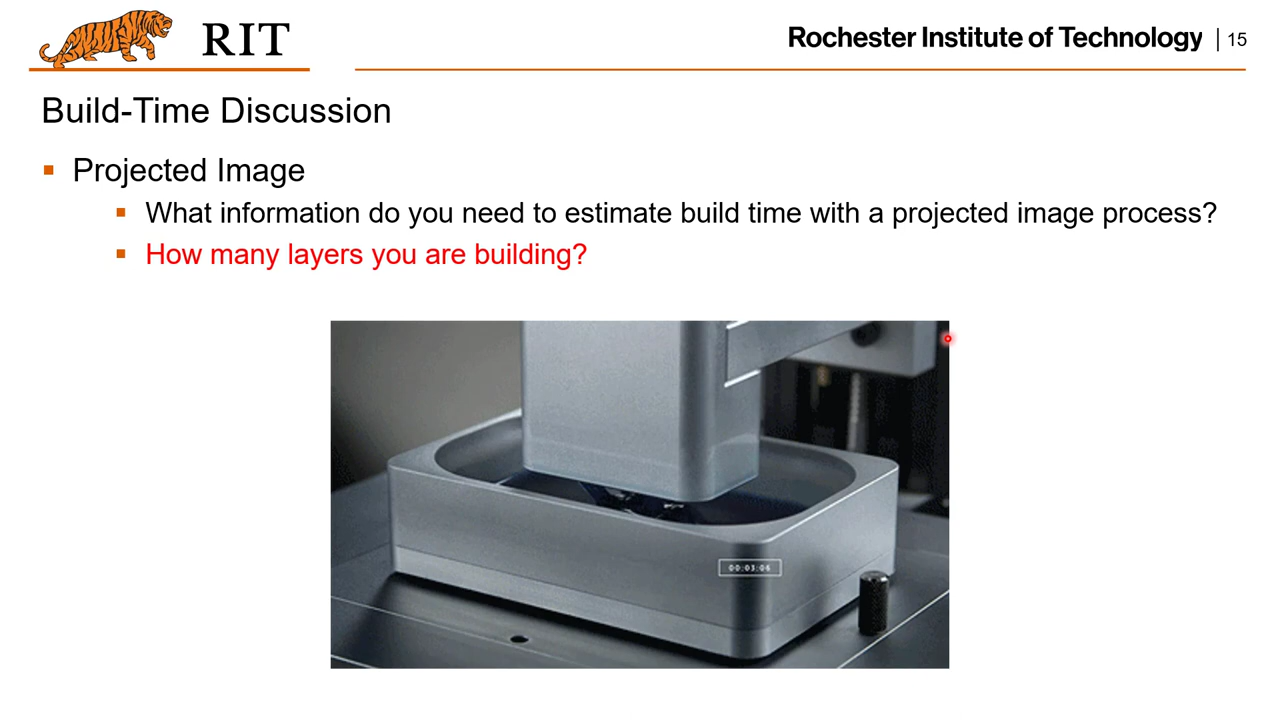 RIT
Rochester Institute of Technology | 15
Build-Time Discussion
Projected Image
What information do you need to estimate build time with a projected image process?
How many layers you are building?
00:03:06